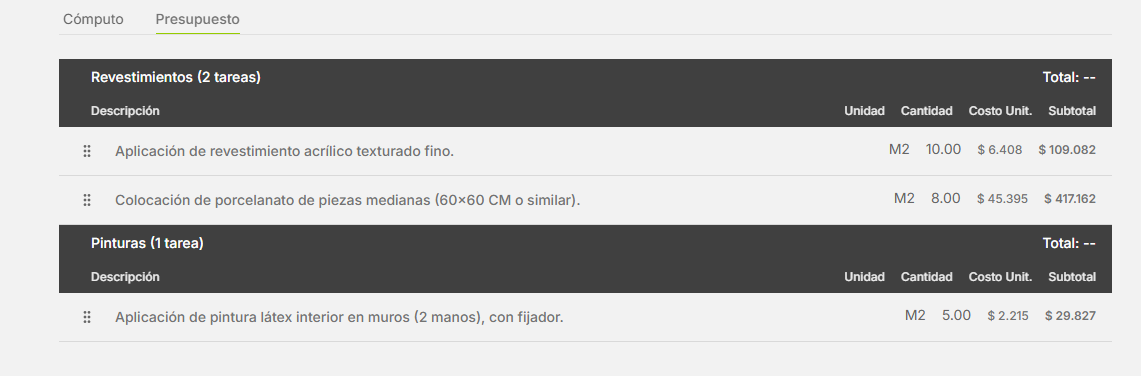 Cómputo Presupuesto
Revestimientos (2 tareas) Total: --
Descripción Unidad Cantidad Costo Unit. Subtotal
Aplicación de revestimiento acrílico texturado fino. M2 10.00 $ 6.408 $ 109.082
Colocación de porcelanato de piezas medianas (60x60 CM o similar). M2 8.00 $ 45.395 $ 417.162
Pinturas (1 tarea) Total: --
Descripción Unidad Cantidad Costo Unit. Subtotal
Aplicación de pintura látex interior en muros (2 manos), con fijador. M2 5.00 $ 2.215 $ 29.827